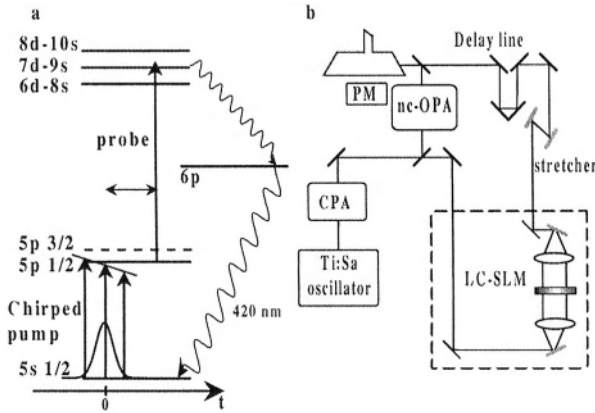 a
8d-10s
7d-9s
6d-8s
probe
6p
5p 3/2
5p 1/2
Chirped
pump
420 nm
5s 1/2
0
t
b
Delay line
PM
nc-OPA
stretcher
CPA
LC-SLM
Ti:Sa
oscillator